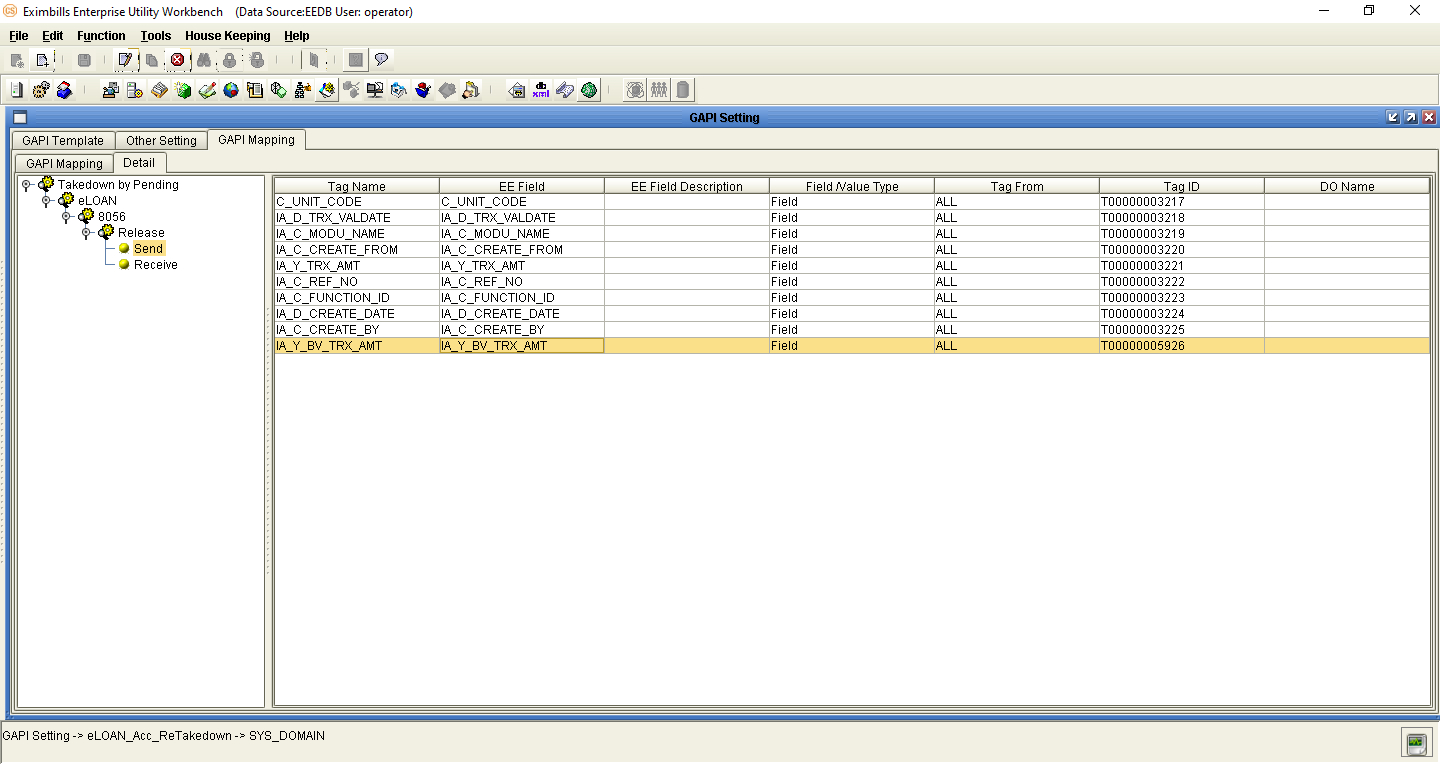 CS Eximbills Enterprise Utility Workbench (Data Source:EEDB User: operator)
File Edit Function Tools House Keeping Help
xml
GAPI Setting
GAPI Template Other Setting GAPI Mapping
GAPI Mapping Detail
Takedown by Pending
eLOAN
8056
Release
Send
Receive
Tag Name EE Field EE Field Description Field /Value Type Tag From Tag ID DO Name
C_UNIT_CODE C_UNIT_CODE Field ALL T00000003217
IA_D_TRX_VALDATE IA_D_TRX_VALDATE Field ALL T00000003218
IA_C_MODU_NAME IA_C_MODU_NAME Field ALL T00000003219
IA_C_CREATE_FROM IA_C_CREATE_FROM Field ALL T00000003220
IA_Y_TRX_AMT IA_Y_TRX_AMT Field ALL T00000003221
IA_C_REF_NO IA_C_REF_NO Field ALL T00000003222
IA_C_FUNCTION_ID IA_C_FUNCTION_ID Field ALL T00000003223
IA_D_CREATE_DATE IA_D_CREATE_DATE Field ALL T00000003224
IA_C_CREATE_BY IA_C_CREATE_BY Field ALL T00000003225
IA_Y_BV_TRX_AMT IA_Y_BV_TRX_AMT Field ALL T00000005926
GAPI Setting -> eLOAN_Acc_ReTakedown -> SYS_DOMAIN